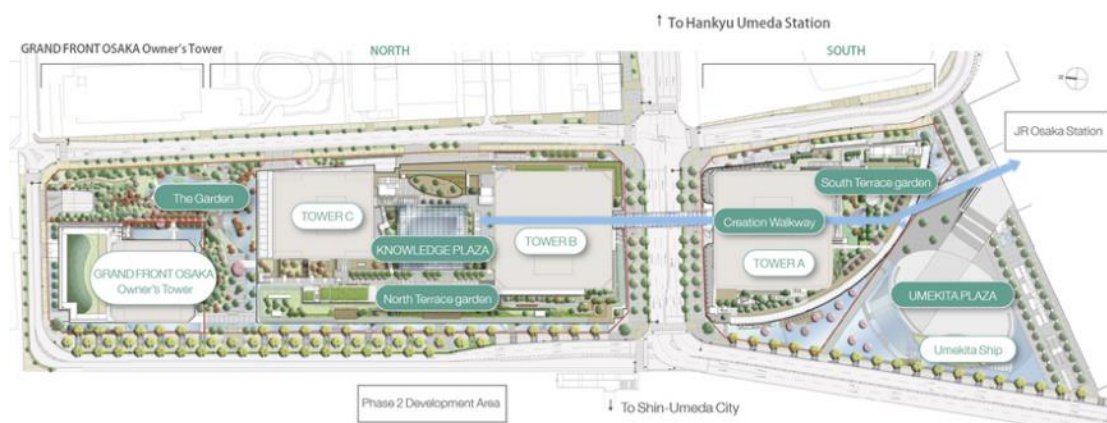 ↑ To Hankyu Umeda Station
GRAND FRONT OSAKA Owner's Tower
NORTH
SOUTH
JR Osaka Station
The Garden
South Terrace garden
TOWER C
Creation Walkway
KNOWLEDGE PLAZA
TOWER B
TOWER A
GRAND FRONT OSAKA
Owner's Tower
North Terrace garden
UMEKITA PLAZA
Umekita Ship
Phase 2 Development Area
↓ To Shin-Umeda City